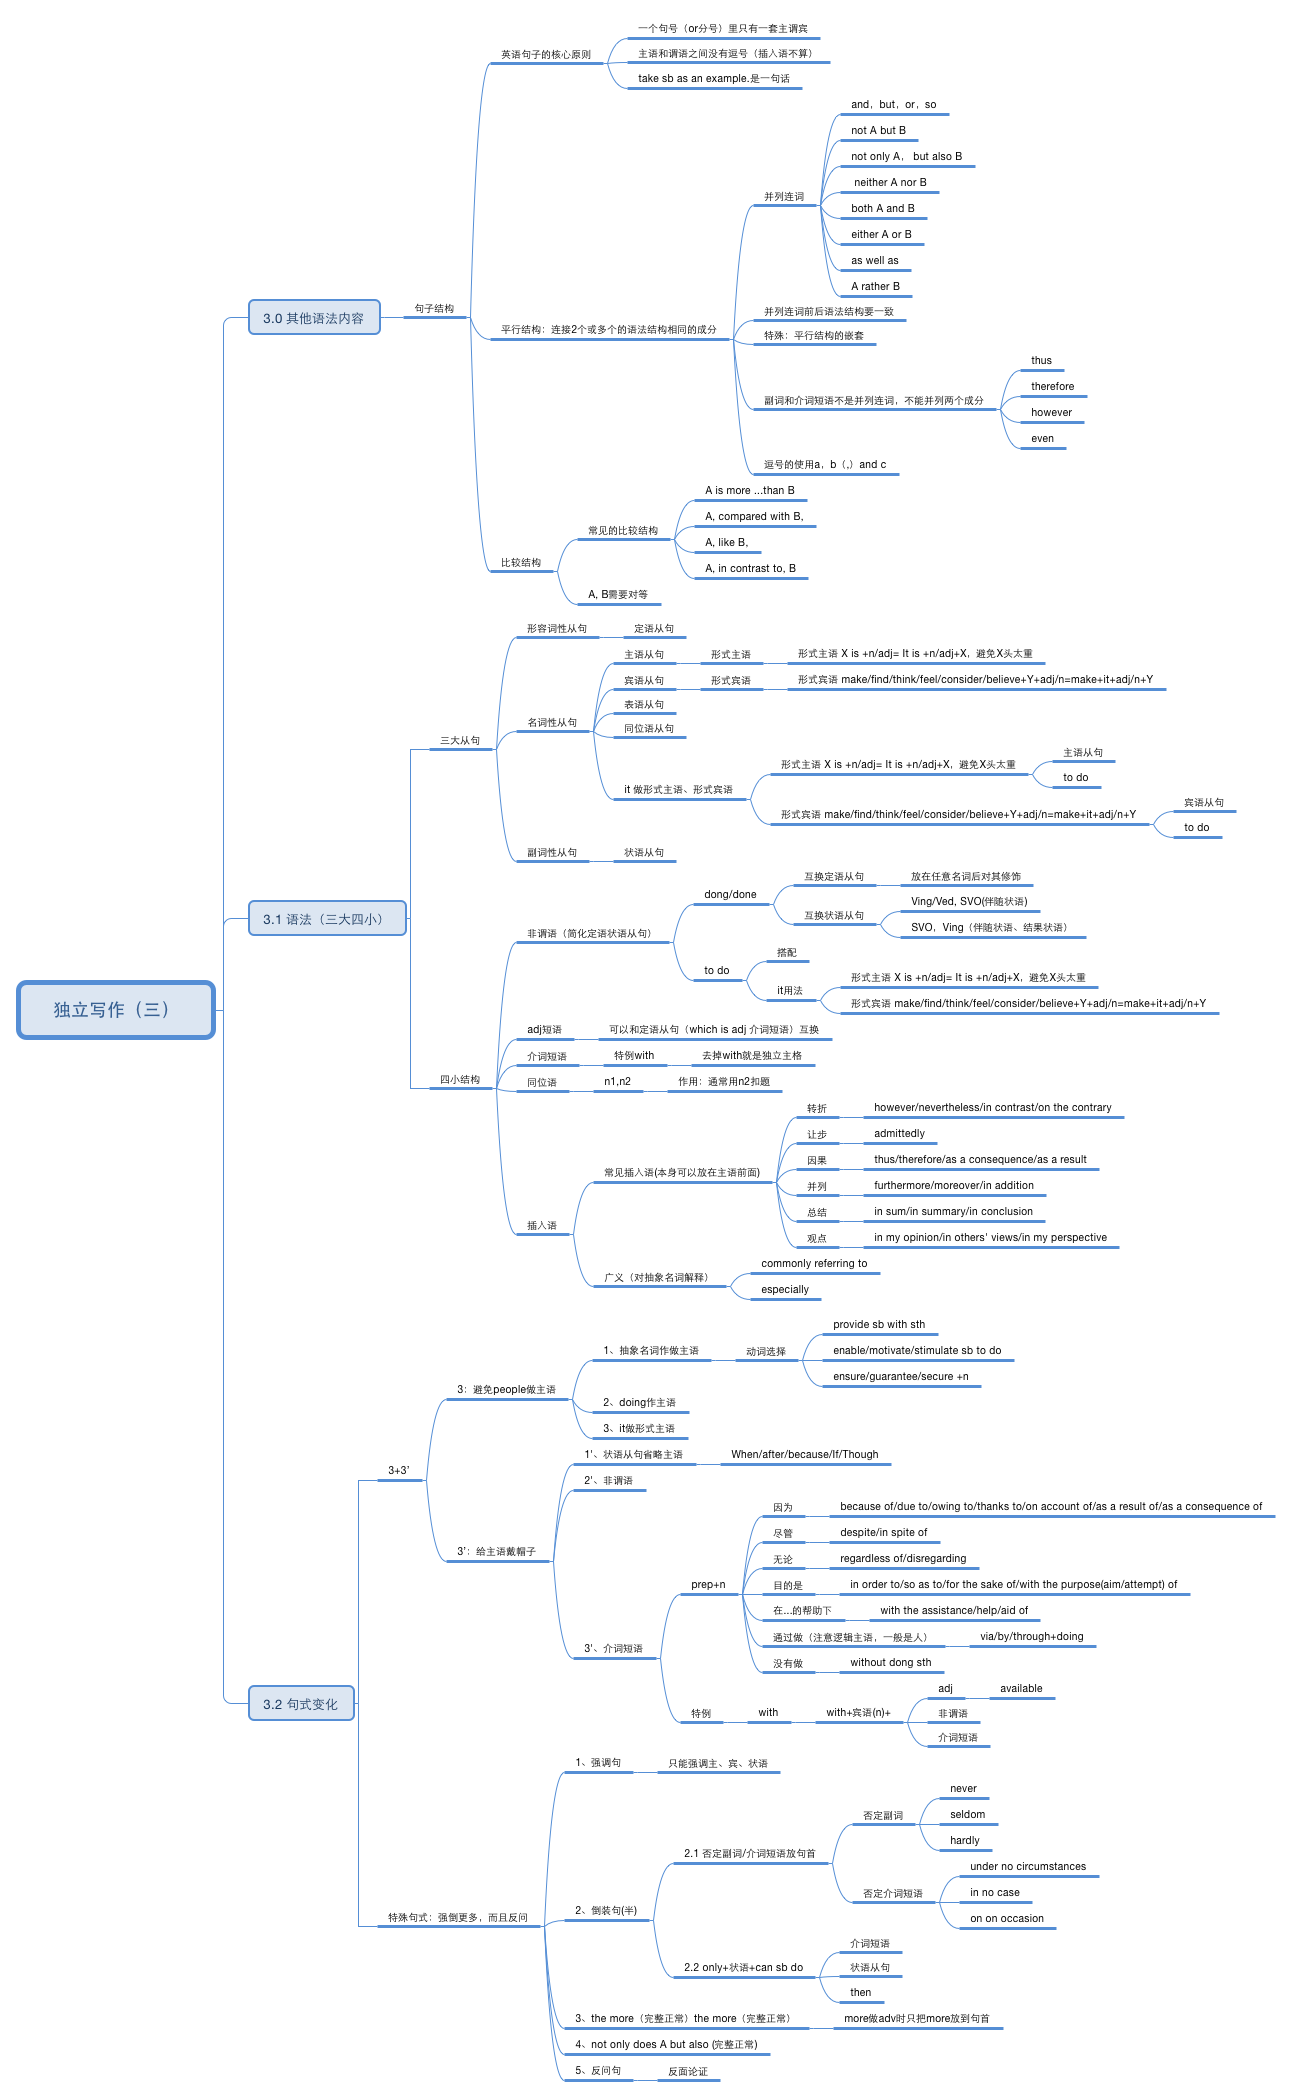 独立写作（三）
3.0 其他语法内容
句子结构
英语句子的核心原则
一个句号（or分号）里只有一套主谓宾
主语和谓语之间没有逗号（插入语不算）
take sb as an example.是一句话
平行结构：连接2个或多个的语法结构相同的成分
并列连词
and，but，or，so
not A but B
not only A， but also B
neither A nor B
both A and B
either A or B
as well as
A rather B
并列连词前后语法结构要一致
特殊：平行结构的嵌套
副词和介词短语不是并列连词，不能并列两个成分
thus
therefore
however
even
逗号的使用a，b（,）and c
比较结构
常见的比较结构
A is more ...than B
A, compared with B,
A, like B,
A, in contrast to, B
A, B需要对等
3.1 语法（三大四小）
三大从句
形容词性从句
定语从句
名词性从句
主语从句
形式主语
形式主语 X is +n/adj= It is +n/adj+X，避免X头太重
宾语从句
形式宾语
形式宾语 make/find/think/feel/consider/believe+Y+adj/n=make+it+adj/n+Y
表语从句
同位语从句
it 做形式主语、形式宾语
形式主语 X is +n/adj= It is +n/adj+X，避免X头太重
主语从句
to do
形式宾语 make/find/think/feel/consider/believe+Y+adj/n=make+it+adj/n+Y
宾语从句
to do
副词性从句
状语从句
四小结构
非谓语（简化定语状语从句）
dong/done
互换定语从句
放在任意名词后对其修饰
互换状语从句
Ving/Ved, SVO(伴随状语)
SVO，Ving（伴随状语、结果状语）
to do
搭配
it用法
形式主语 X is +n/adj= It is +n/adj+X，避免X头太重
形式宾语 make/find/think/feel/consider/believe+Y+adj/n=make+it+adj/n+Y
adj短语
可以和定语从句（which is adj 介词短语）互换
介词短语
特例with
去掉with就是独立主格
同位语
n1,n2
作用：通常用n2扣题
插入语
常见插入语(本身可以放在主语前面)
转折
however/nevertheless/in contrast/on the contrary
让步
admittedly
因果
thus/therefore/as a consequence/as a result
并列
furthermore/moreover/in addition
总结
in sum/in summary/in conclusion
观点
in my opinion/in others' views/in my perspective
广义（对抽象名词解释）
commonly referring to
especially
3.2 句式变化
3+3'
3：避免people做主语
1、抽象名词作做主语
动词选择
provide sb with sth
enable/motivate/stimulate sb to do
ensure/guarantee/secure +n
2、doing作主语
3、it做形式主语
3'：给主语戴帽子
1'、状语从句省略主语
When/after/because/If/Though
2'、非谓语
3'、介词短语
prep+n
因为
because of/due to/owing to/thanks to/on account of/as a result of/as a consequence of
尽管
despite/in spite of
无论
regardless of/disregarding
目的是
in order to/so as to/for the sake of/with the purpose(aim/attempt) of
在...的帮助下
with the assistance/help/aid of
通过做（注意逻辑主语，一般是人）
via/by/through+doing
没有做
without dong sth
特例
with
with+宾语(n)+
adj
available
非谓语
介词短语
特殊句式：强倒更多，而且反问
1、强调句
只能强调主、宾、状语
2、倒装句(半)
2.1 否定副词/介词短语放句首
否定副词
never
seldom
hardly
否定介词短语
under no circumstances
in no case
on on occasion
2.2 only+状语+can sb do
介词短语
状语从句
then
3、the more（完整正常）the more（完整正常）
more做adv时只把more放到句首
4、not only does A but also (完整正常)
5、反问句
反面论证